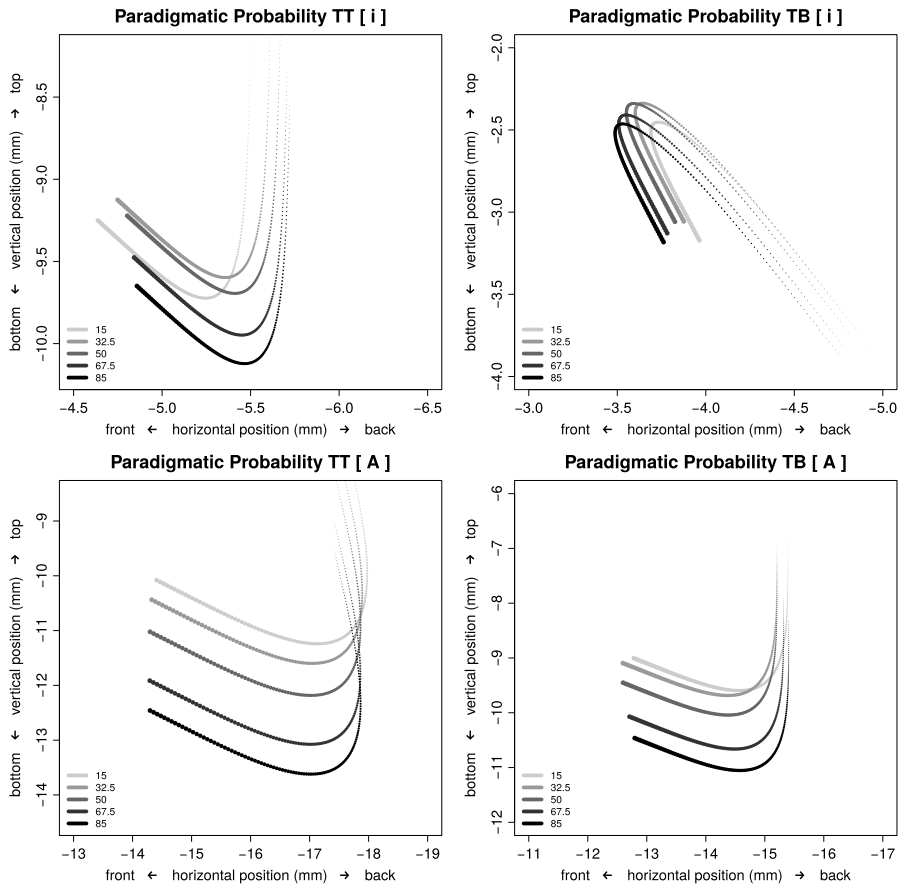 Paradigmatic Probability TT [ i ]
bottom ← vertical position (mm) → top
−8.5
−9.0
−9.5
−10.0
15
32.5
50
67.5
85
−4.5 −5.0 −5.5 −6.0 −6.5
front ← horizontal position (mm) → back
Paradigmatic Probability TB [ i ]
bottom ← vertical position (mm) → top
−2.0
−2.5
−3.0
−3.5
−4.0
15
32.5
50
67.5
85
−3.0 −3.5 −4.0 −4.5 −5.0
front ← horizontal position (mm) → back
Paradigmatic Probability TT [ A ]
bottom ← vertical position (mm) → top
−9
−10
−11
−12
−13
−14
15
32.5
50
67.5
85
−13 −14 −15 −16 −17 −18 −19
front ← horizontal position (mm) → back
Paradigmatic Probability TB [ A ]
bottom ← vertical position (mm) → top
−6
−7
−8
−9
−10
−11
−12
15
32.5
50
67.5
85
−11 −12 −13 −14 −15 −16 −17
front ← horizontal position (mm) → back